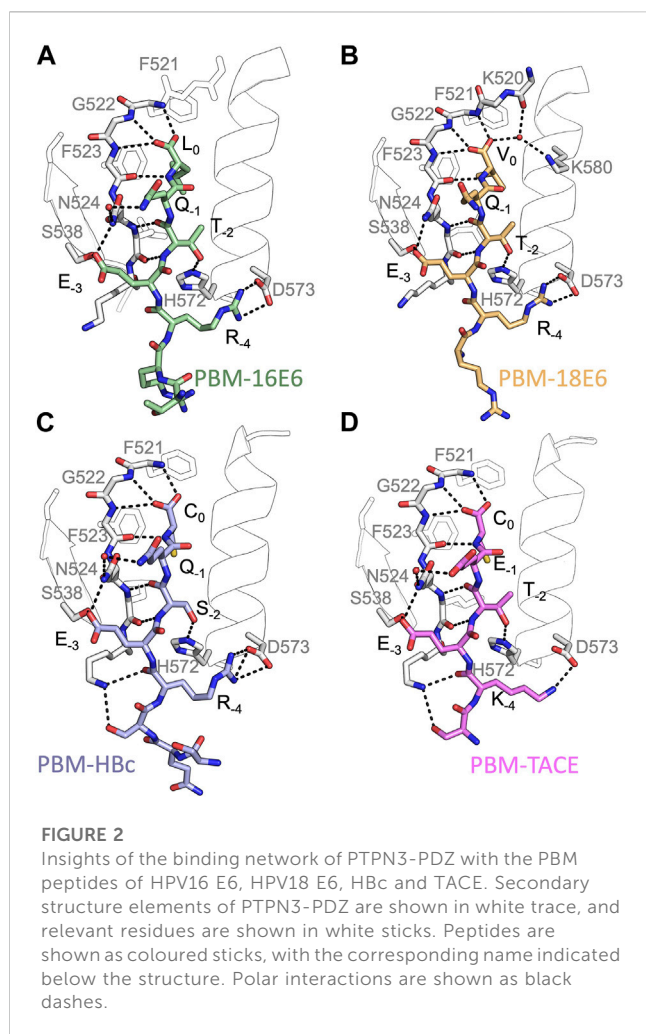 A
F521
G522
L0
F523
Q-1
N524
S538
T-2
E-3
H572
D573
R-4
PBM-16E6
B
K520
F521
G522
F523
V0
K580
Q-1
N524
S538
T-2
E-3
H572
D573
R-4
PBM-18E6
C
F521
G522
C0
F523
Q-1
N524
S538
S-2
E-3
H572
D573
R-4
PBM-HBc
D
F521
G522
C0
F523
E-1
N524
S538
T-2
E-3
H572
D573
K-4
PBM-TACE
FIGURE 2
Insights of the binding network of PTPN3-PDZ with the PBM
peptides of HPV16 E6, HPV18 E6, HBc and TACE. Secondary
structure elements of PTPN3-PDZ are shown in white trace, and
relevant residues are shown in white sticks. Peptides are
shown as coloured sticks, with the corresponding name indicated
below the structure. Polar interactions are shown as black
dashes.